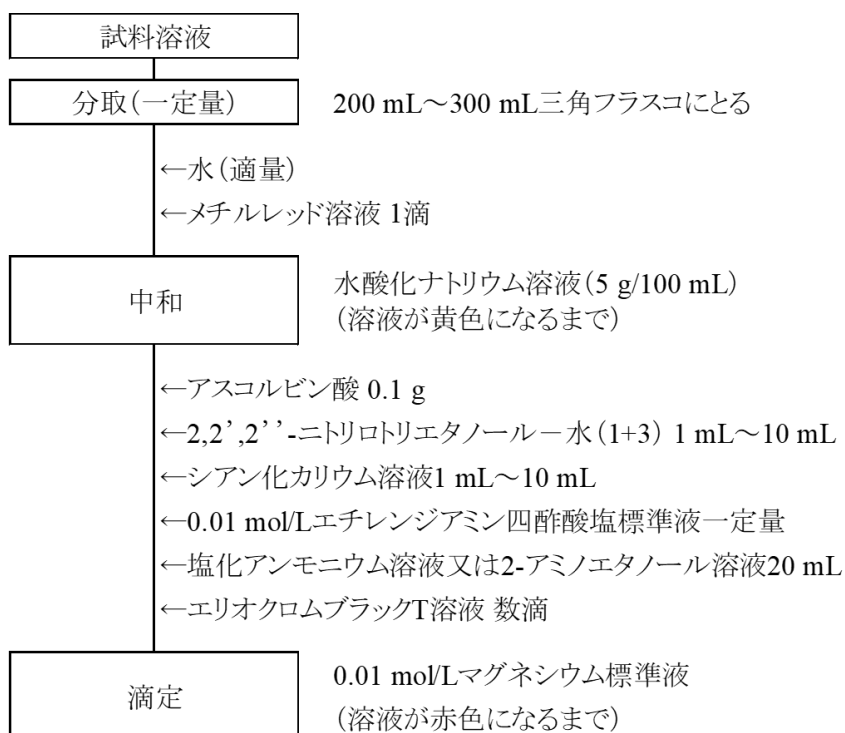 試料溶液
分取(一定量)
200 mL～300 mL三角フラスコにとる
←水(適量)
←メチルレッド溶液 1滴
中和
水酸化ナトリウム溶液(5 g/100 mL)
(溶液が黄色になるまで)
←アスコルビン酸 0.1 g
←2,2’,2’’-ニトリロトリエタノール－水(1+3) 1 mL～10 mL
←シアン化カリウム溶液1 mL～10 mL
←0.01 mol/Lエチレンジアミン四酢酸塩標準液一定量
←塩化アンモニウム溶液又は2-アミノエタノール溶液20 mL
←エリオクロムブラックT溶液 数滴
滴定
0.01 mol/Lマグネシウム標準液
(溶液が赤色になるまで)